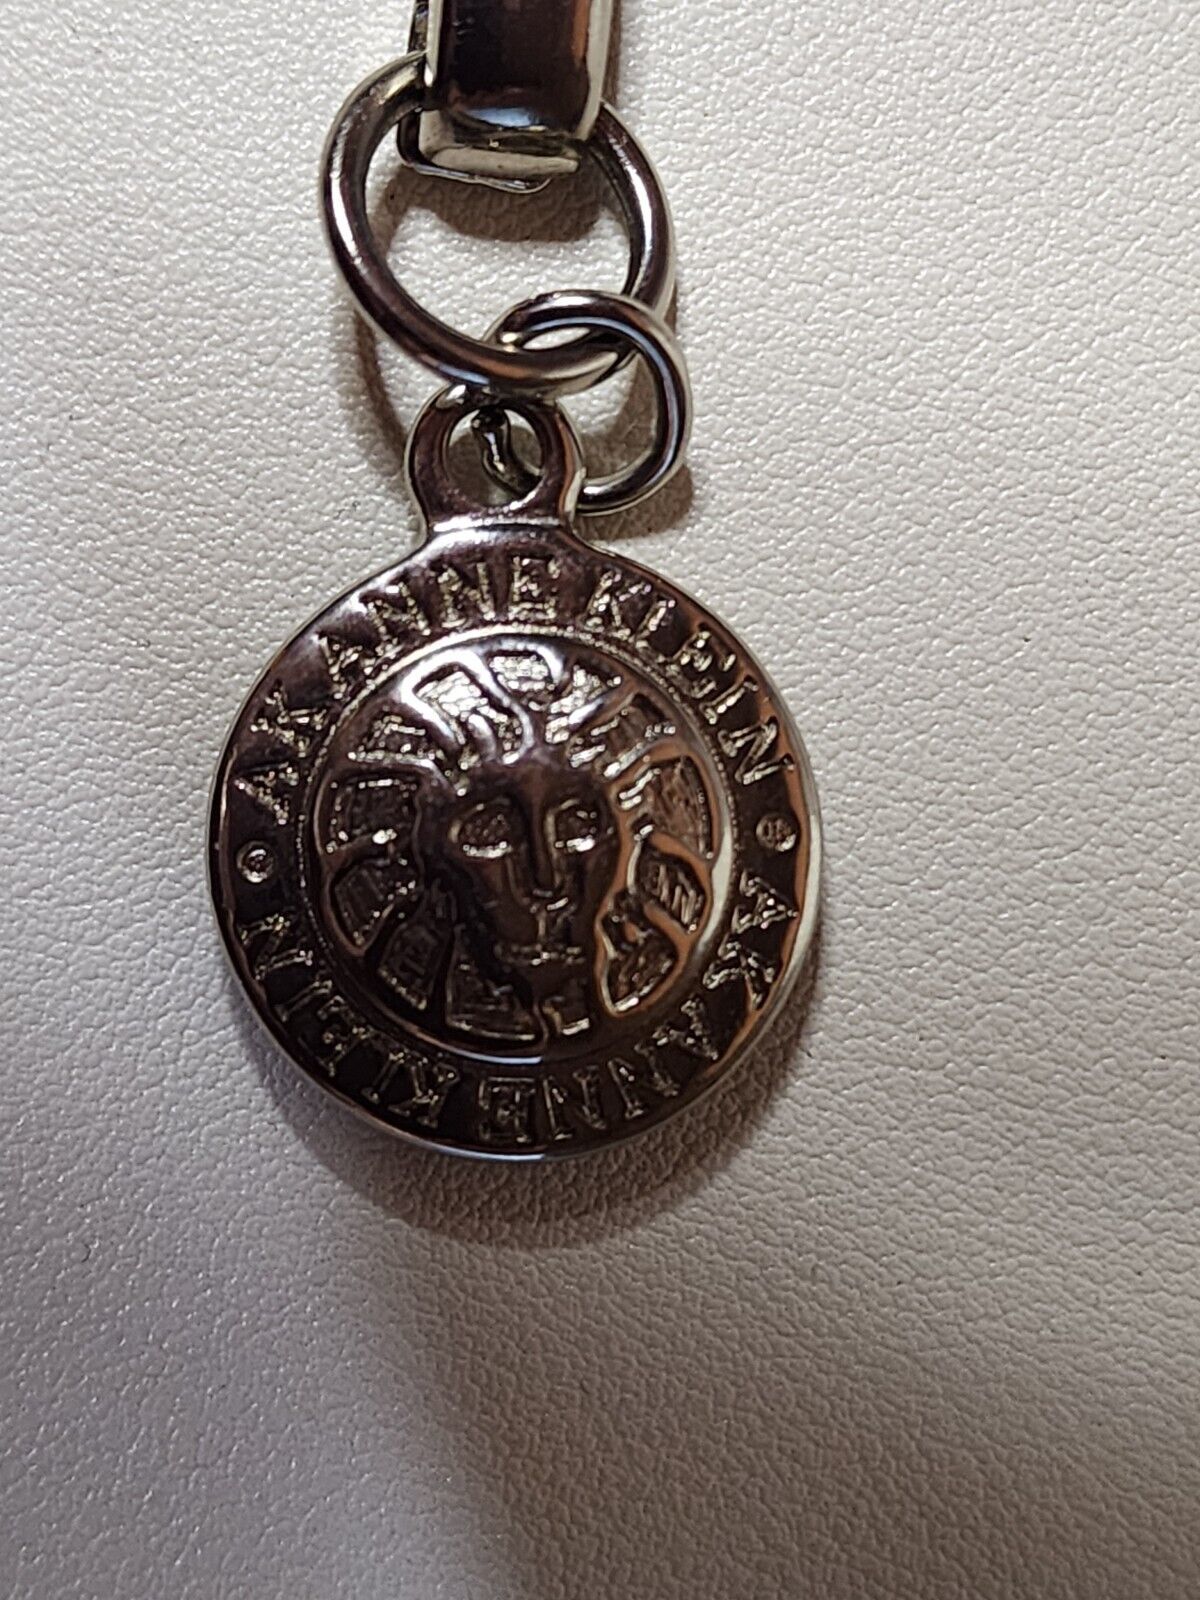 AK ANNE KLEIN · © · AK ANNE KLEIN · ® ·